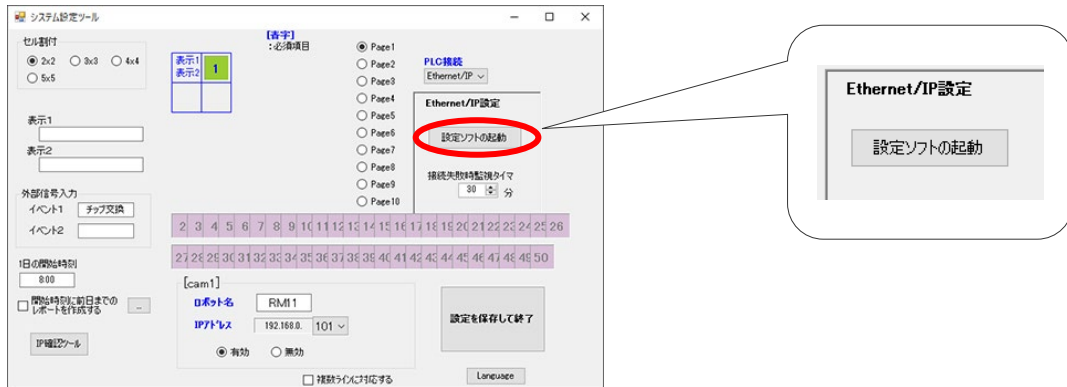 システム設定ツール
セル割付
2x2 3x3 4x4
5x5
[青字]
:必須項目
表示1
表示2
1
Page1
Page2
Page3
Page4
Page5
Page6
Page7
Page8
Page9
Page10
PLC接続
Ethernet/IP
Ethernet/IP設定
設定ソフトの起動
接続失敗時監視タイマ
30 分
表示1
表示2
外部信号入力
イベント1 チップ交換
イベント2
1日の開始時刻
8:00
開始時刻に前日までの
レポートを作成する
...
IP確認ツール
2 3 4 5 6 7 8 9 10 11 12 13 14 15 16 17 18 19 20 21 22 23 24 25 26
27 28 29 30 31 32 33 34 35 36 37 38 39 40 41 42 43 44 45 46 47 48 49 50
[cam1]
ロボット名 RM11
IPアドレス 192.168.0. 101
有効 無効
複数ラインに対応する
設定を保存して終了
Language
Ethernet/IP設定
設定ソフトの起動